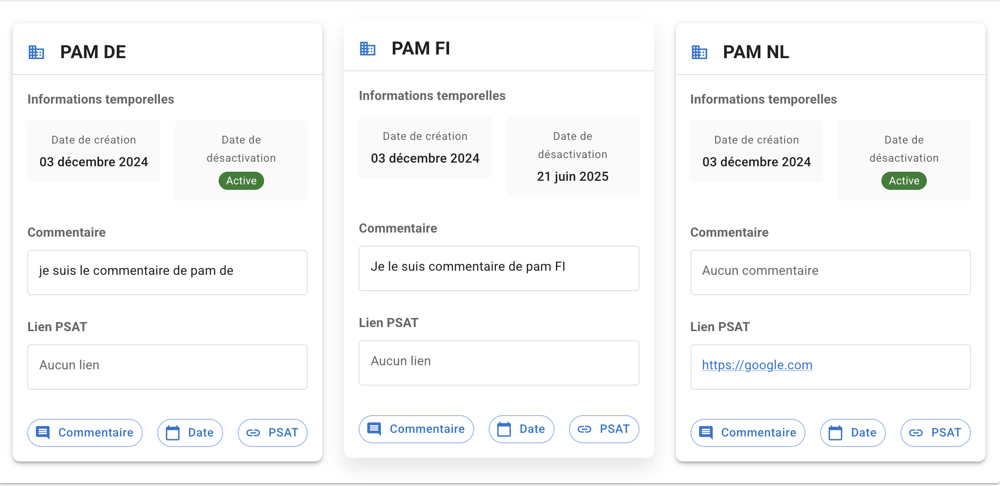 PAM DE
Informations temporelles
Date de création
03 décembre 2024
Date de
désactivation
Active
Commentaire
je suis le commentaire de pam de
Lien PSAT
Aucun lien
Commentaire
Date
PSAT
PAM FI
Informations temporelles
Date de création
03 décembre 2024
Date de
désactivation
21 juin 2025
Commentaire
Je le suis commentaire de pam FI
Lien PSAT
Aucun lien
Commentaire
Date
PSAT
PAM NL
Informations temporelles
Date de création
03 décembre 2024
Date de
désactivation
Active
Commentaire
Aucun commentaire
Lien PSAT
https://google.com
Commentaire
Date
PSAT